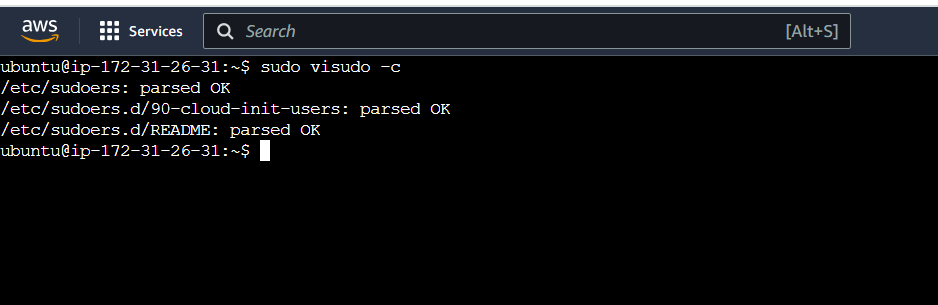 aws Services Search [Alt+S]
ubuntu@ip-172-31-26-31:~$ sudo visudo -c
/etc/sudoers: parsed OK
/etc/sudoers.d/90-cloud-init-users: parsed OK
/etc/sudoers.d/README: parsed OK
ubuntu@ip-172-31-26-31:~$